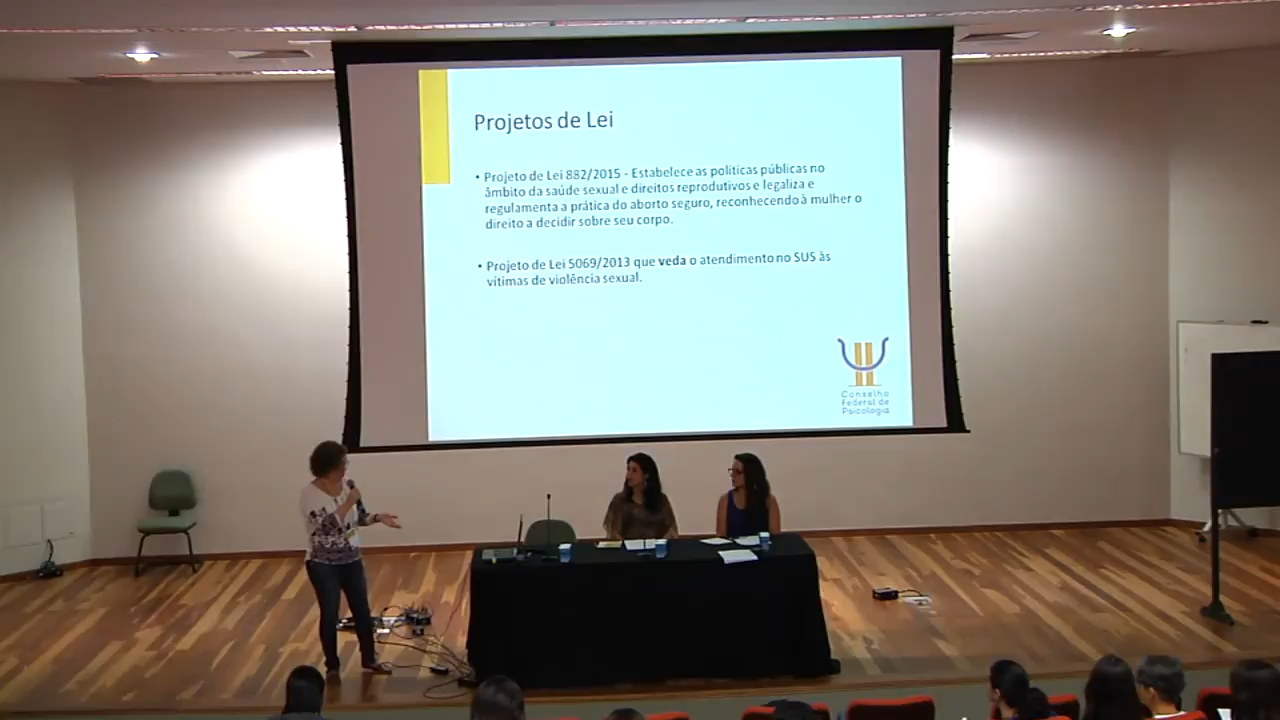 Projetos de Lei
• Projeto de Lei 882/2015 - Estabelece as políticas públicas no
âmbito da saúde sexual e direitos reprodutivos e legaliza e
regulamenta a prática do aborto seguro, reconhecendo à mulher o
direito a decidir sobre seu corpo.
• Projeto de Lei 5069/2013 que veda o atendimento no SUS às
vítimas de violência sexual.
Conselho
Federal de
Psicologia